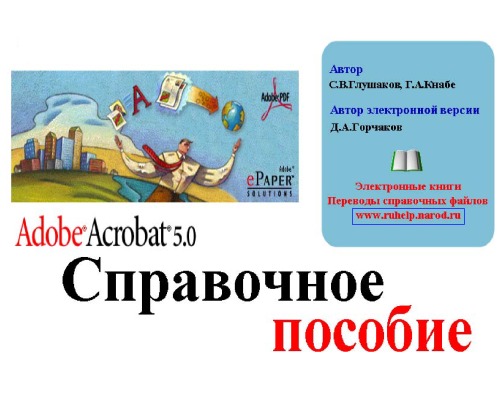 Автор
С.В.Глушаков, Г.А.Кнабе
Автор электронной версии
Д.А.Горчаков
Электронные книги
Переводы справочных файлов
www.ruhelp.narod.ru
A
Adobe PDF
Adobe®
ePAPER™
SOLUTIONS
Adobe®Acrobat®5.0
Справочное
пособие